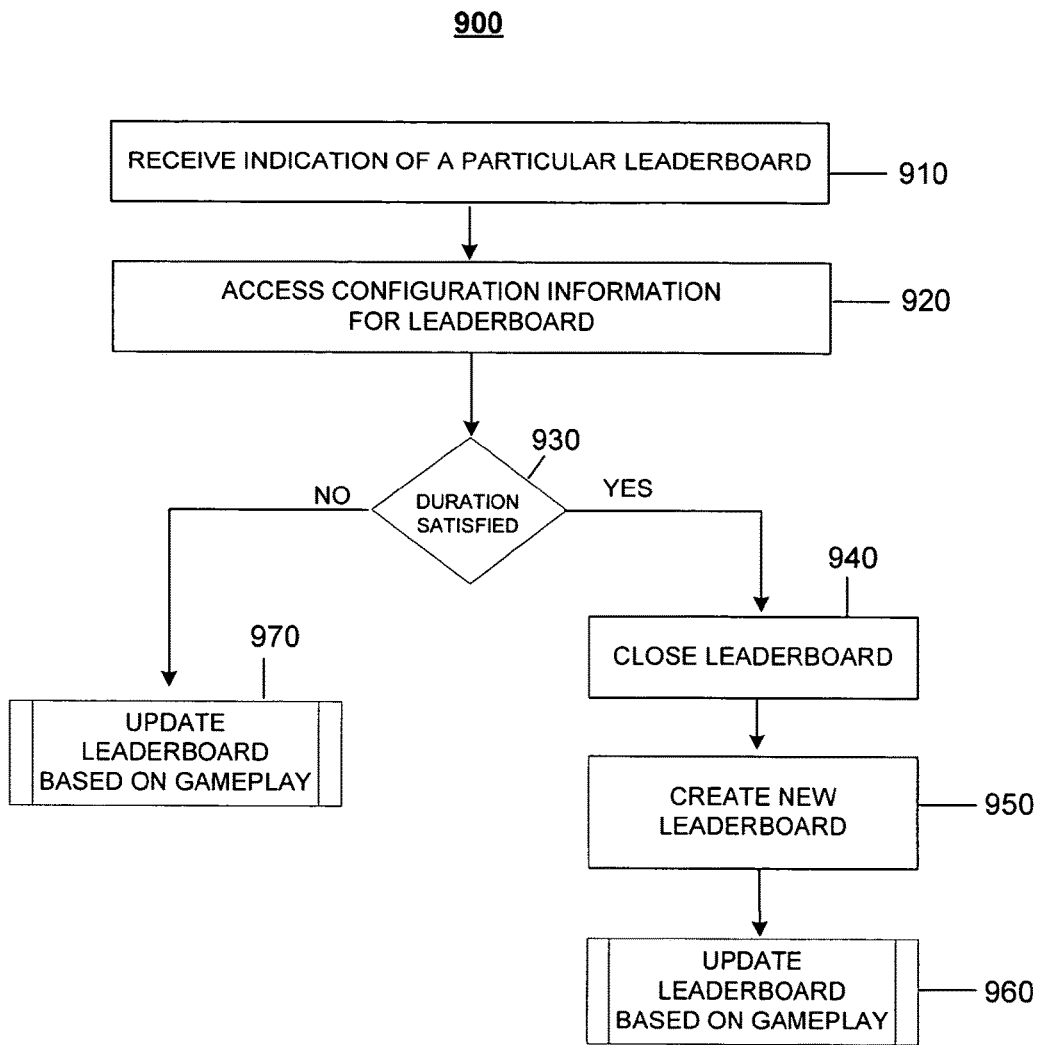 900
RECEIVE INDICATION OF A PARTICULAR LEADERBOARD
910
ACCESS CONFIGURATION INFORMATION
FOR LEADERBOARD
920
930
DURATION
SATISFIED
NO
YES
940
CLOSE LEADERBOARD
970
UPDATE
LEADERBOARD
BASED ON GAMEPLAY
CREATE NEW
LEADERBOARD
950
UPDATE
LEADERBOARD
BASED ON GAMEPLAY
960